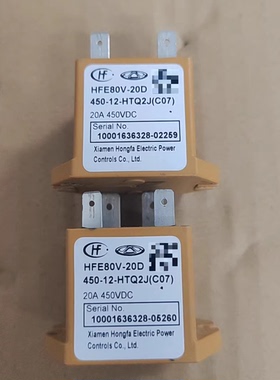 HF
HFE80V-20D
450-12-HTQ2J(C07)
20A 450VDC
Serial No:
10001636328-02259
Xiamen Hongfa Electric Power
Controls Co., Ltd.
HF
HFE80V-20D
450-12-HTQ2J(C07)
20A 450VDC
Serial No:
10001636328-05260
Xiamen Hongfa Electric Power
Controls Co., Ltd.